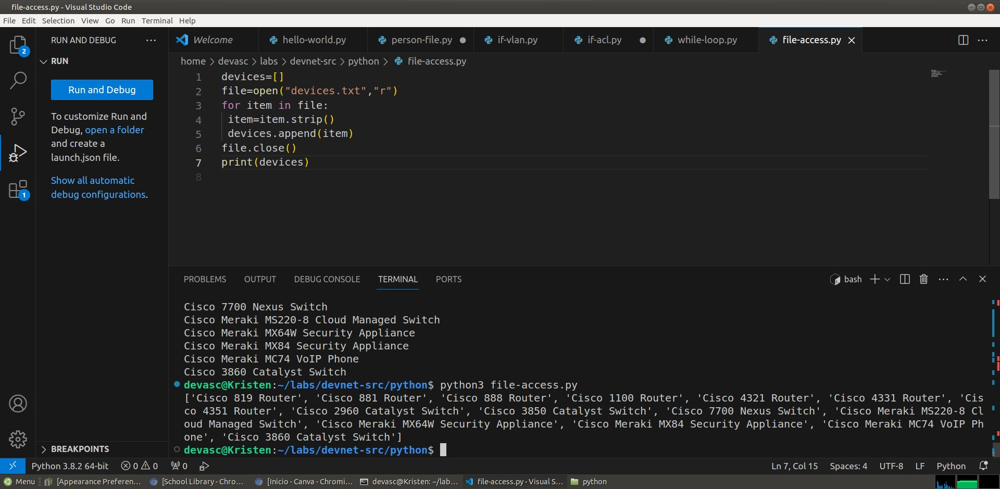 file-access.py - Visual Studio Code
File Edit Selection View Go Run Terminal Help
2
RUN AND DEBUG
RUN
Run and Debug
To customize Run and
Debug, open a folder
and create a
launch.json file.
Show all automatic
debug configurations.
1
BREAKPOINTS
Welcome hello-world.py person-file.py if-vlan.py if-acl.py while-loop.py file-access.py
home > devasc > labs > devnet-src > python > file-access.py
1 devices=[]
2 file=open("devices.txt","r")
3 for item in file:
4 item=item.strip()
5 devices.append(item)
6 file.close()
7 print(devices)
8
PROBLEMS OUTPUT DEBUG CONSOLE TERMINAL PORTS bash
Cisco 7700 Nexus Switch
Cisco Meraki MS220-8 Cloud Managed Switch
Cisco Meraki MX64W Security Appliance
Cisco Meraki MX84 Security Appliance
Cisco Meraki MC74 VoIP Phone
Cisco 3860 Catalyst Switch
devasc@Kristen:~/labs/devnet-src/python$ python3 file-access.py
['Cisco 819 Router', 'Cisco 881 Router', 'Cisco 888 Router', 'Cisco 1100 Router', 'Cisco 4321 Router', 'Cisco 4331 Router', 'Cis
co 4351 Router', 'Cisco 2960 Catalyst Switch', 'Cisco 3850 Catalyst Switch', 'Cisco 7700 Nexus Switch', 'Cisco Meraki MS220-8 Cl
oud Managed Switch', 'Cisco Meraki MX64W Security Appliance', 'Cisco Meraki MX84 Security Appliance', 'Cisco Meraki MC74 VoIP Ph
one', 'Cisco 3860 Catalyst Switch']
devasc@Kristen:~/labs/devnet-src/python$
Python 3.8.2 64-bit 0 0 0 Ln 7, Col 15 Spaces: 4 UTF-8 LF Python
Menu [Appearance Preferen... [School Library - Chro... [Inicio - Canva - Chromi... devasc@Kristen: ~/lab... file-access.py - Visual S... python